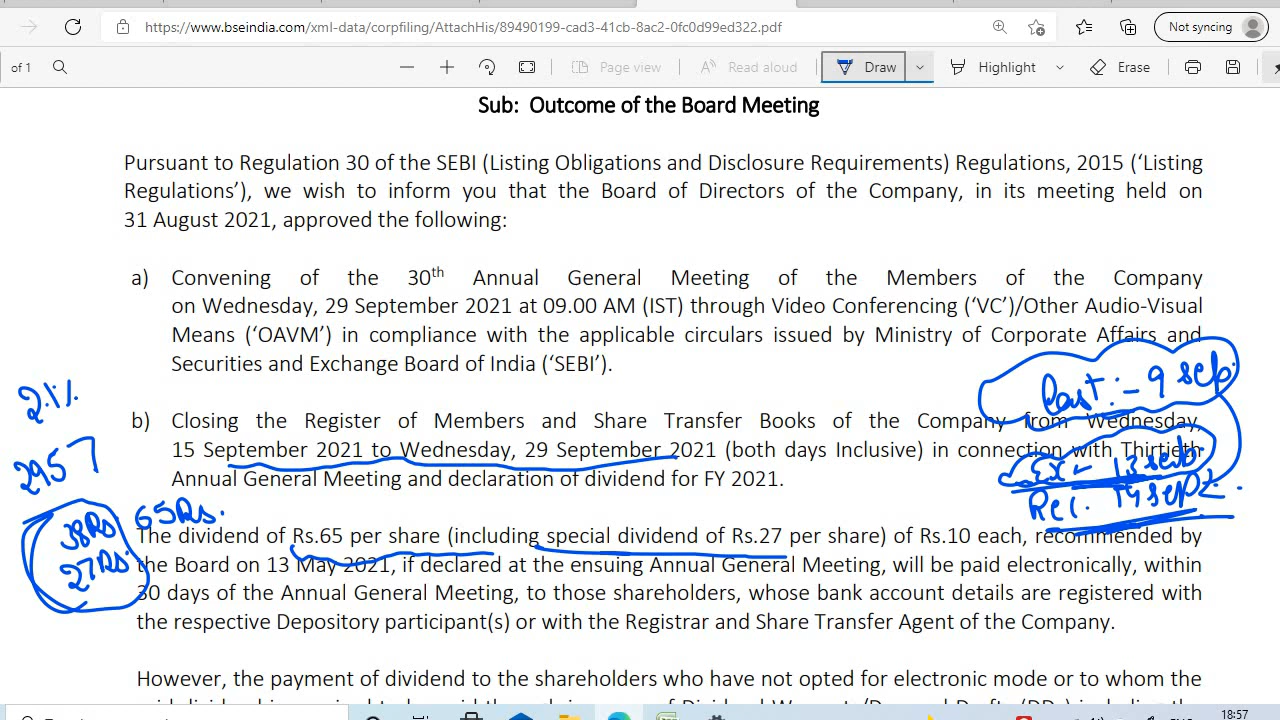 https://www.bseindia.com/xml-data/corpfiling/AttachHis/89490199-cad3-41cb-8ac2-0fc0d99ed322.pdf
Not syncing
of 1
Page view
Read aloud
Draw
Highlight
Erase
Sub: Outcome of the Board Meeting
Pursuant to Regulation 30 of the SEBI (Listing Obligations and Disclosure Requirements) Regulations, 2015 (‘Listing
Regulations’), we wish to inform you that the Board of Directors of the Company, in its meeting held on
31 August 2021, approved the following:
a) Convening of the 30th Annual General Meeting of the Members of the Company
on Wednesday, 29 September 2021 at 09.00 AM (IST) through Video Conferencing (‘VC’)/Other Audio-Visual
Means (‘OAVM’) in compliance with the applicable circulars issued by Ministry of Corporate Affairs and
Securities and Exchange Board of India (‘SEBI’).
Last :- 9 sep.
2.1%
b) Closing the Register of Members and Share Transfer Books of the Company from Wednesday,
15 September 2021 to Wednesday, 29 September 2021 (both days Inclusive) in connection with Thirtieth
Annual General Meeting and declaration of dividend for FY 2021.
Ex - 13 sep
Rec. 14 sept.
2957
65Rs.
38Rs
27Rs
The dividend of Rs.65 per share (including special dividend of Rs.27 per share) of Rs.10 each, recommended by
the Board on 13 May 2021, if declared at the ensuing Annual General Meeting, will be paid electronically, within
30 days of the Annual General Meeting, to those shareholders, whose bank account details are registered with
the respective Depository participant(s) or with the Registrar and Share Transfer Agent of the Company.
However, the payment of dividend to the shareholders who have not opted for electronic mode or to whom the
18:57